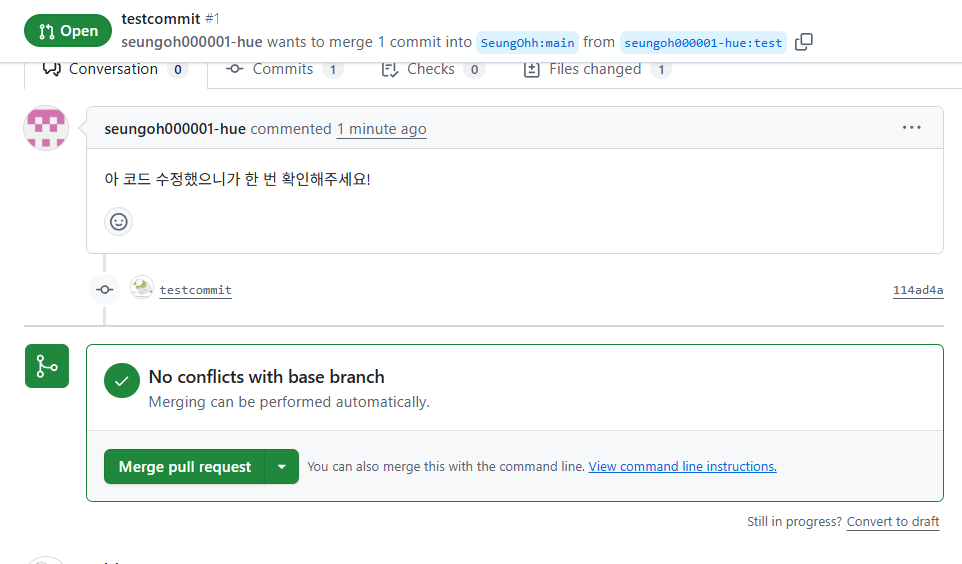 Open
testcommit #1
seungoh000001-hue wants to merge 1 commit into SeungOhh:main from seungoh000001-hue:test
Conversation 0 Commits 1 Checks 0 Files changed 1
seungoh000001-hue commented 1 minute ago
아 코드 수정했으니가 한 번 확인해주세요!
testcommit 114ad4a
No conflicts with base branch
Merging can be performed automatically.
Merge pull request You can also merge this with the command line. View command line instructions.
Still in progress? Convert to draft